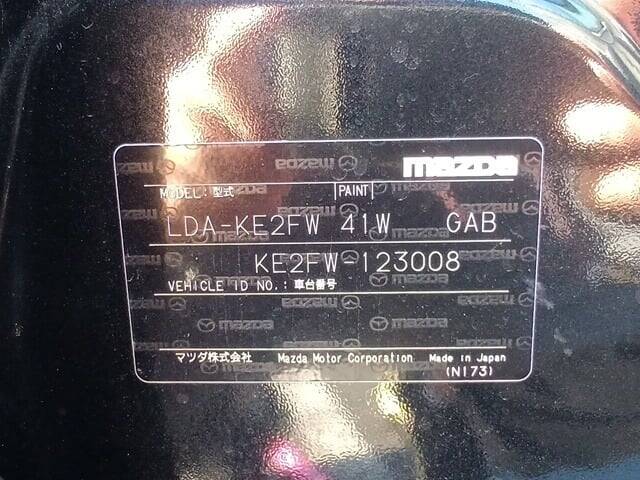 mazda
MODEL:型式 PAINT
LDA-KE2FW 41W GAB
KE2FW-123008
VEHICLE ID NO.:車台番号
マツダ株式会社 Mazda Motor Corporation Made in Japan
(N173)